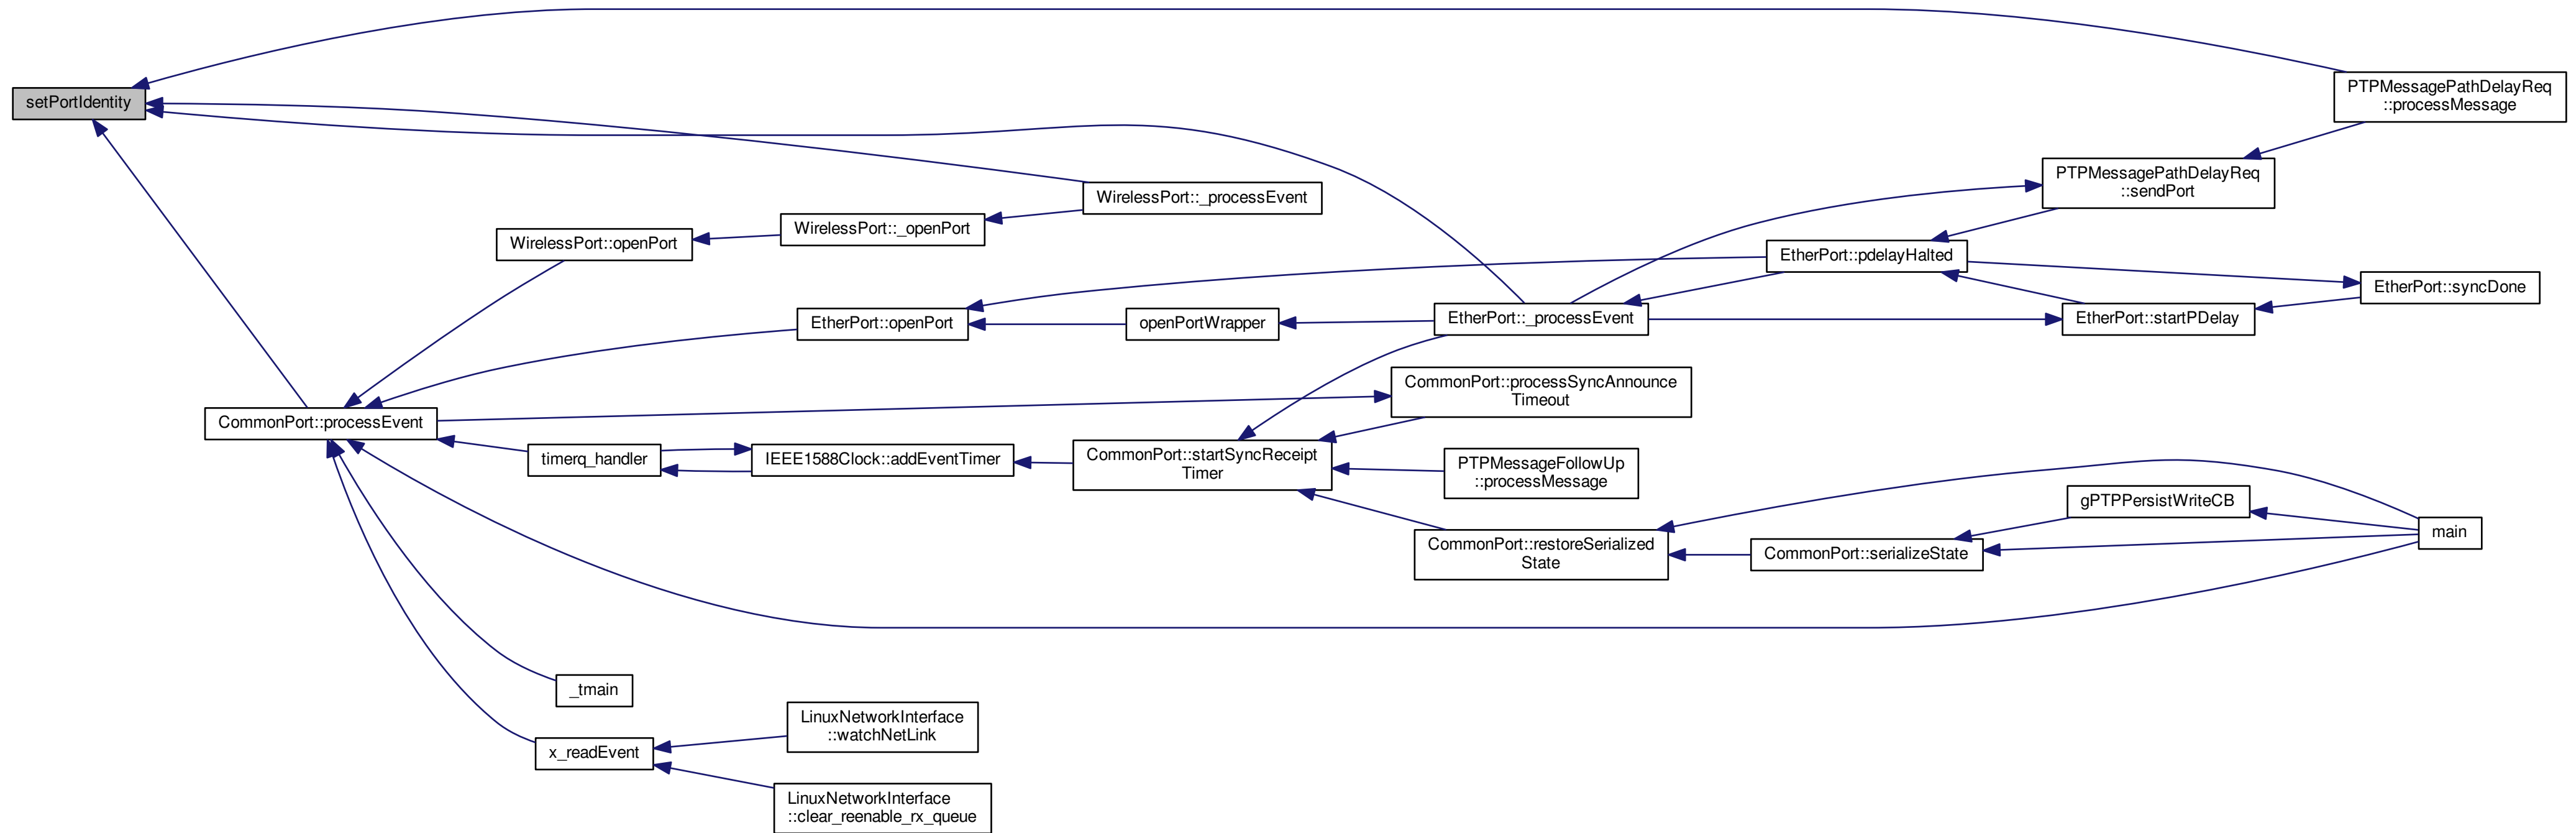 setPortIdentity
PTPMessagePathDelayReq
::processMessage
PTPMessagePathDelayReq
::sendPort
WirelessPort::_processEvent
WirelessPort::_openPort
WirelessPort::openPort
EtherPort::pdelayHalted
EtherPort::syncDone
EtherPort::openPort
openPortWrapper
EtherPort::_processEvent
EtherPort::startPDelay
CommonPort::processSyncAnnounce
Timeout
CommonPort::processEvent
timerq_handler
IEEE1588Clock::addEventTimer
CommonPort::startSyncReceipt
Timer
PTPMessageFollowUp
::processMessage
gPTPPersistWriteCB
main
CommonPort::restoreSerialized
State
CommonPort::serializeState
_tmain
LinuxNetworkInterface
::watchNetLink
x_readEvent
LinuxNetworkInterface
::clear_reenable_rx_queue